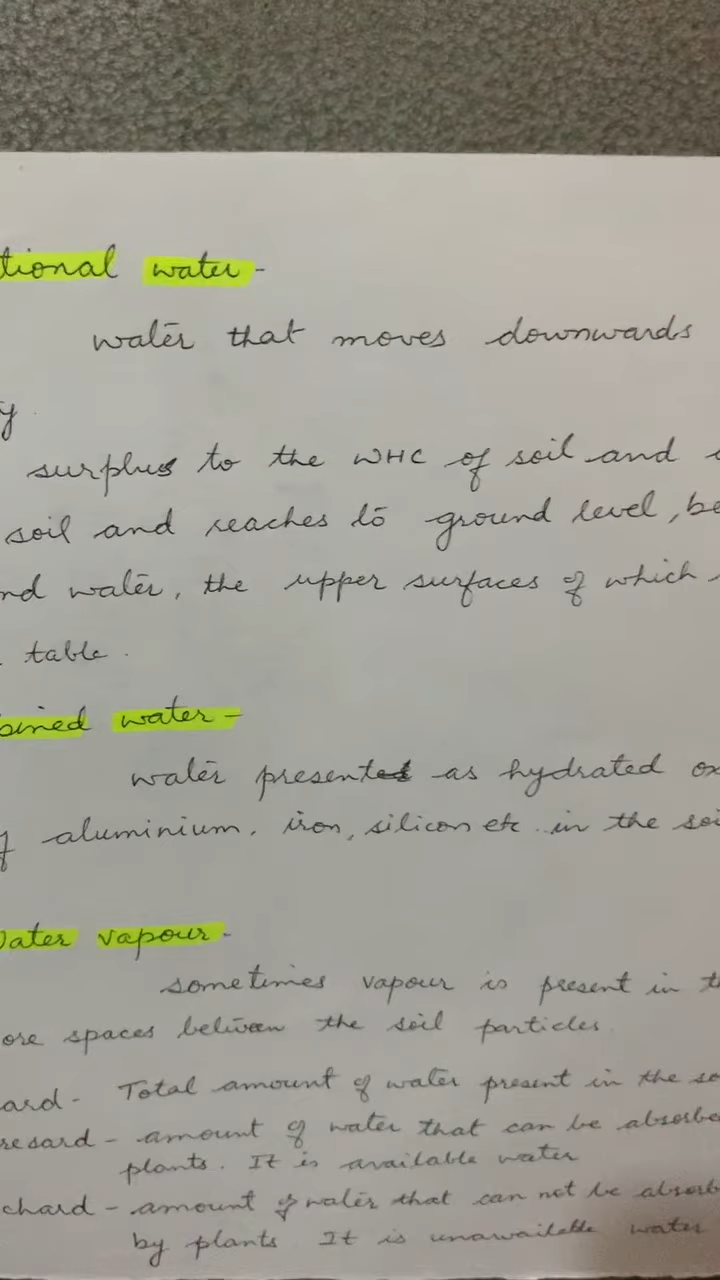 tional water -
water that moves downwards
y
surplus to the WHC of soil and
soil and reaches to ground level, be
nd water, the upper surfaces of which
table.
bined water -
water present as hydrated ox
f aluminium, iron, silicon etc. in the soi
Water vapour -
sometimes vapour is present in th
ore spaces between the soil particles.
ard - Total amount of water present in the so
resard - amount of water that can be absorbe
plants. It is available water
chard - amount of water that can not be absorb
by plants It is unavailable water